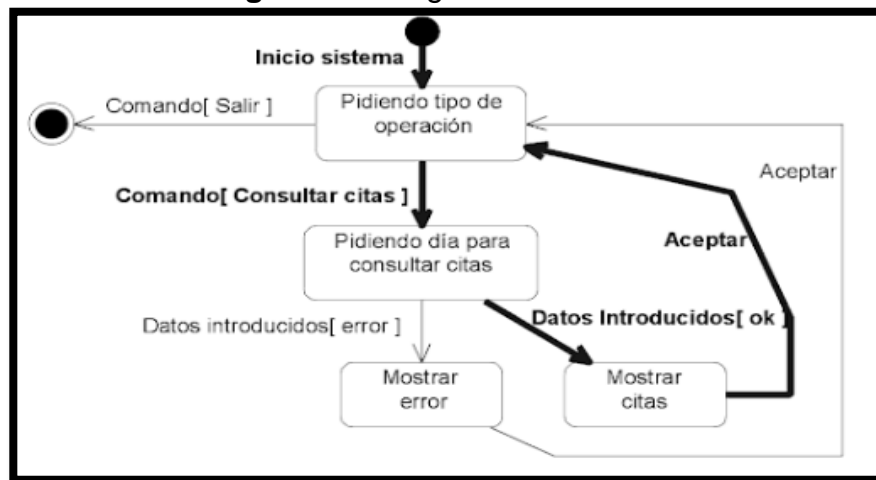 Inicio sistema
Comando[ Salir ]
Pidiendo tipo de
operación
Aceptar
Comando[ Consultar citas ]
Pidiendo día para
consultar citas
Aceptar
Datos introducidos[ error ]
Datos Introducidos[ ok ]
Mostrar
error
Mostrar
citas